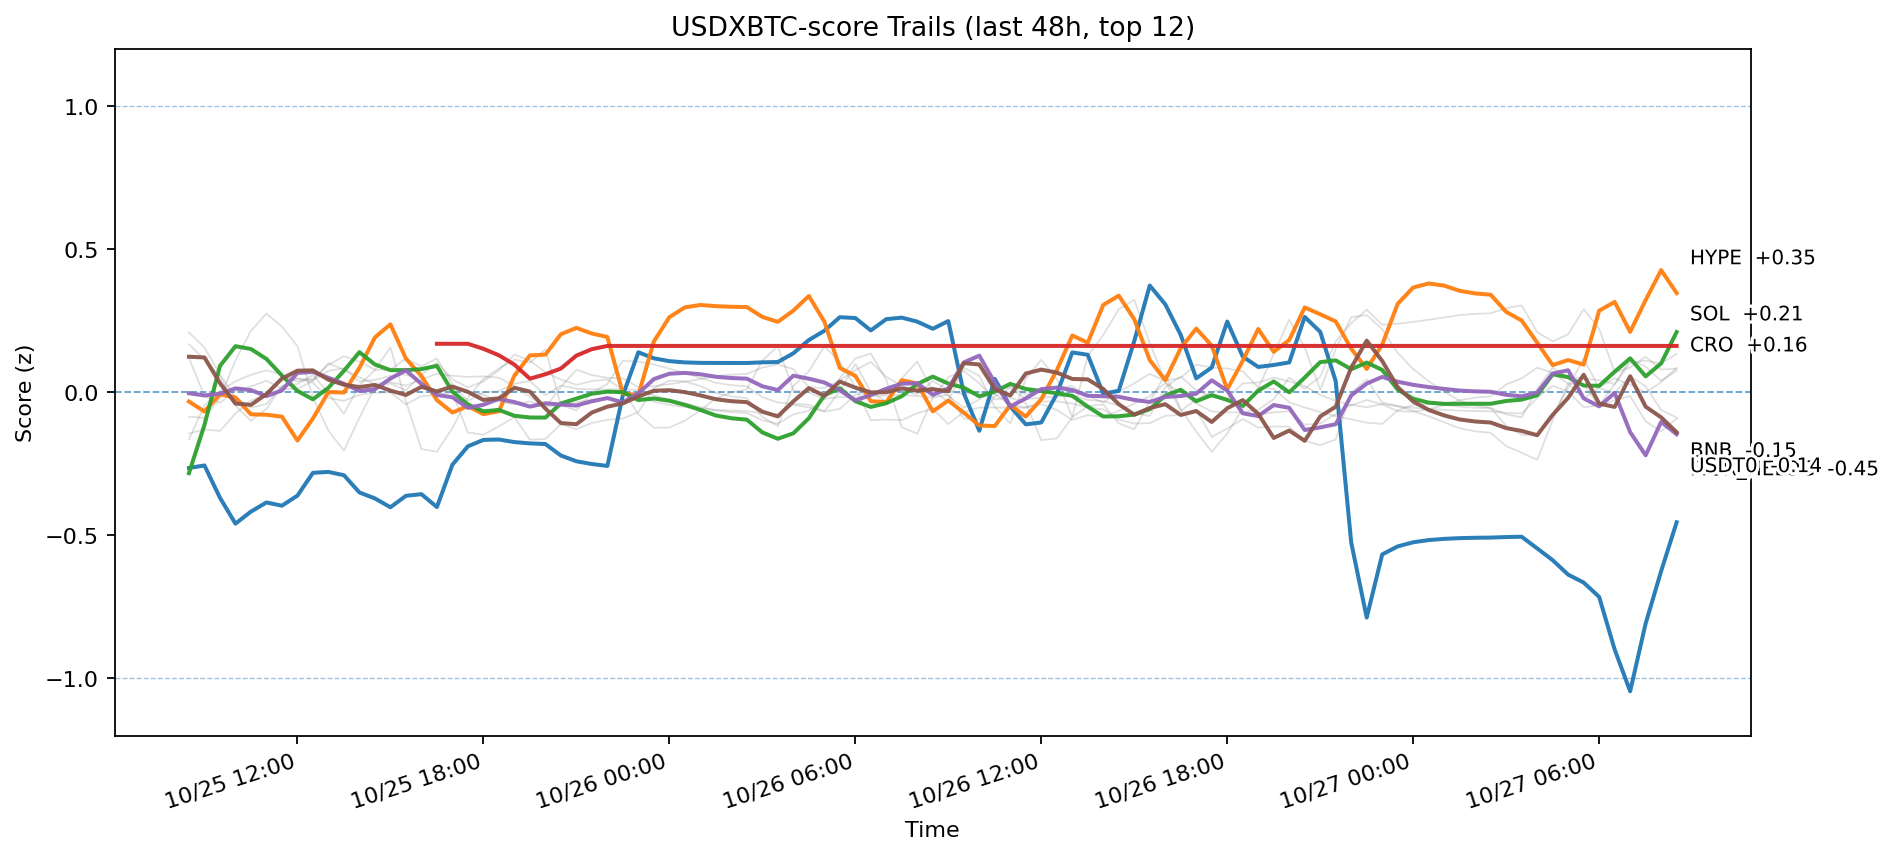 USDXBTC-score Trails (last 48h, top 12)
Score (z)
1.0
0.5
0.0
−0.5
−1.0
HYPE +0.35
SOL +0.21
CRO +0.16
BNB -0.15
USDT0 -0.14
-0.45
10/25 12:00
10/25 18:00
10/26 00:00
10/26 06:00
10/26 12:00
10/26 18:00
10/27 00:00
10/27 06:00
Time